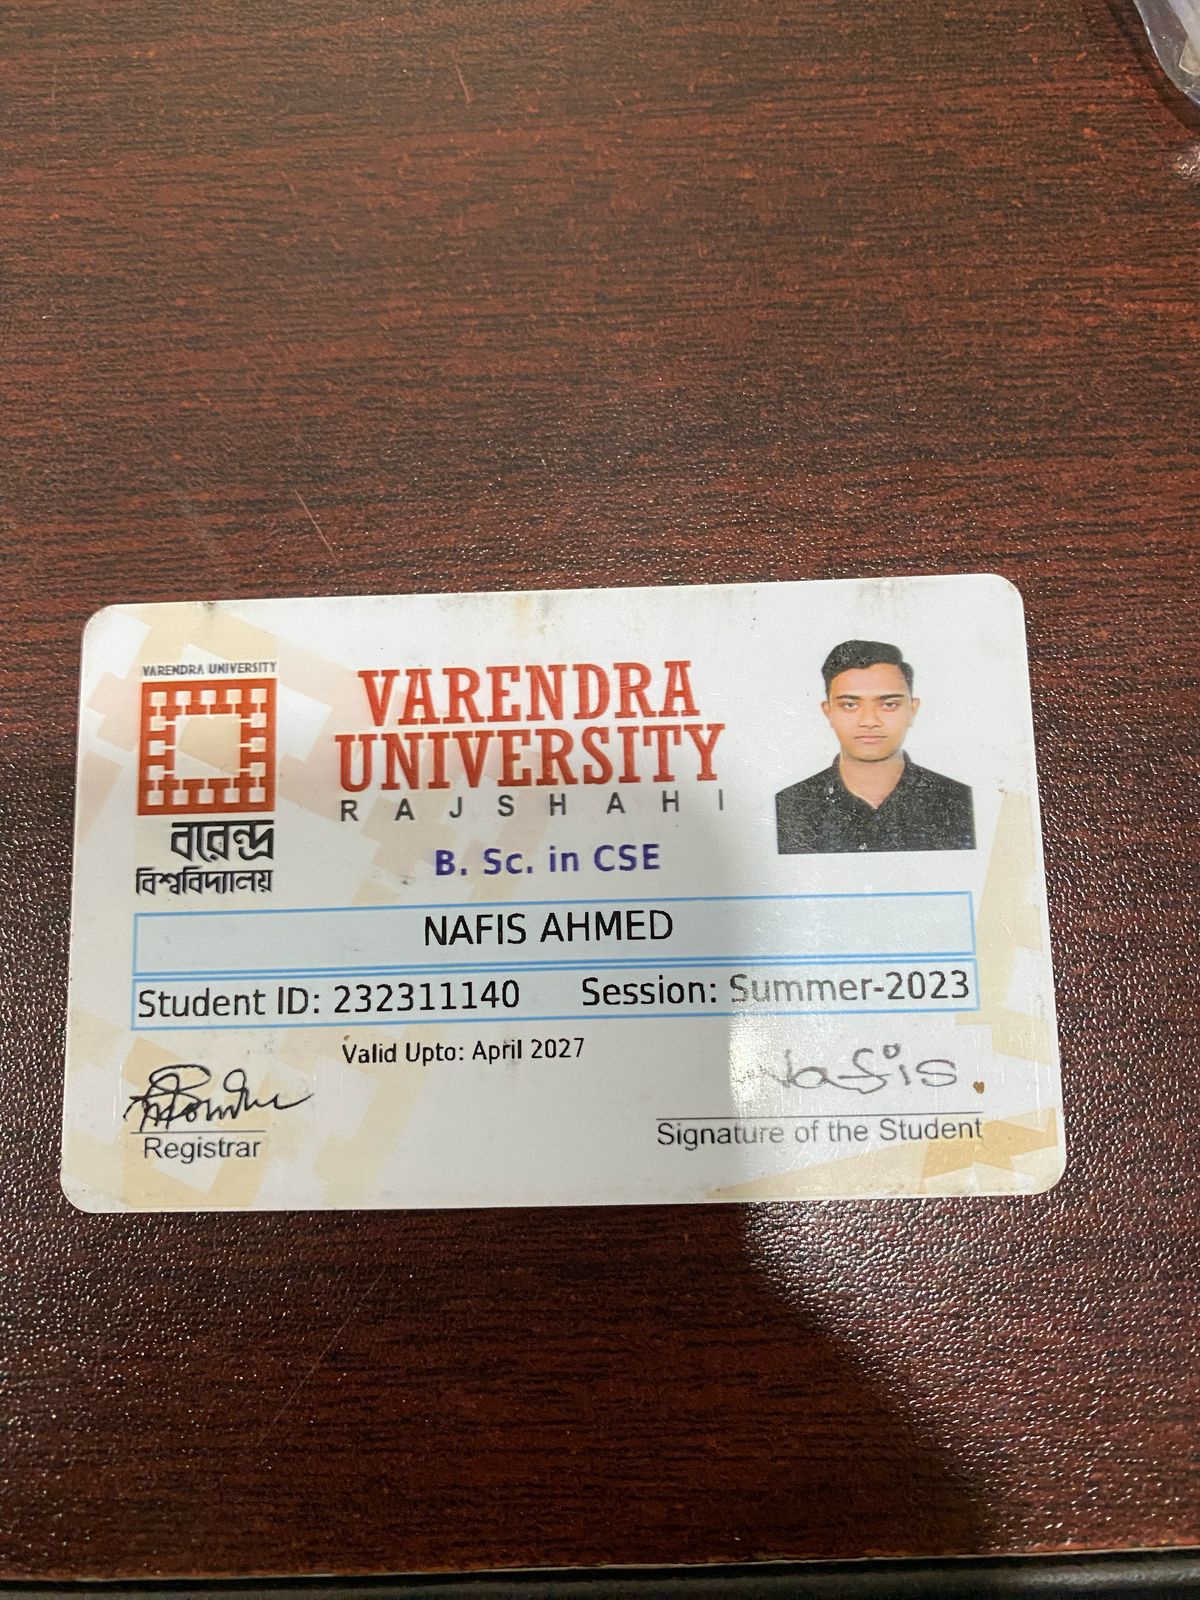 VARENDRA UNIVERSITY
বরেন্দ্র
বিশ্ববিদ্যালয়
VARENDRA
UNIVERSITY
RAJSHAHI
B. Sc. in CSE
NAFIS AHMED
Student ID: 232311140 Session: Summer-2023
Valid Upto: April 2027
Registrar
Nafis.
Signature of the Student